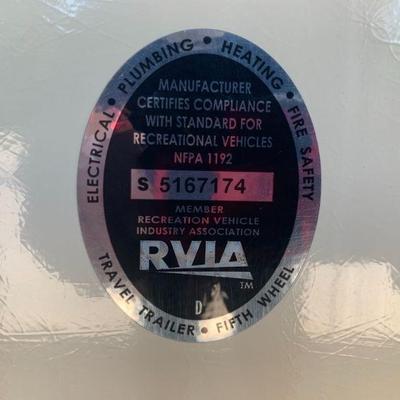 ELECTRICAL • PLUMBING • HEATING • FIRE SAFETY
MANUFACTURER
CERTIFIES COMPLIANCE
WITH STANDARD FOR
RECREATIONAL VEHICLES
NFPA 1192
S 5167174
MEMBER
RECREATION VEHICLE
INDUSTRY ASSOCIATION
RVIA
TM
D
TRAVEL TRAILER • FIFTH WHEEL